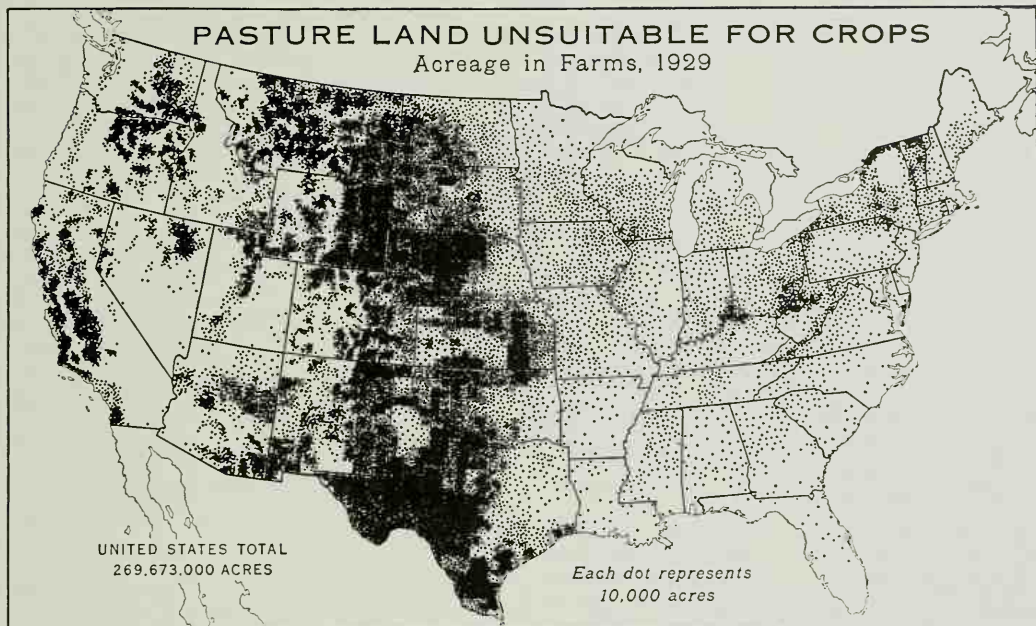 PASTURE LAND UNSUITABLE FOR CROPS
Acreage in Farms, 1929
UNITED STATES TOTAL
269,673,000 ACRES
Each dot represents
10,000 acres